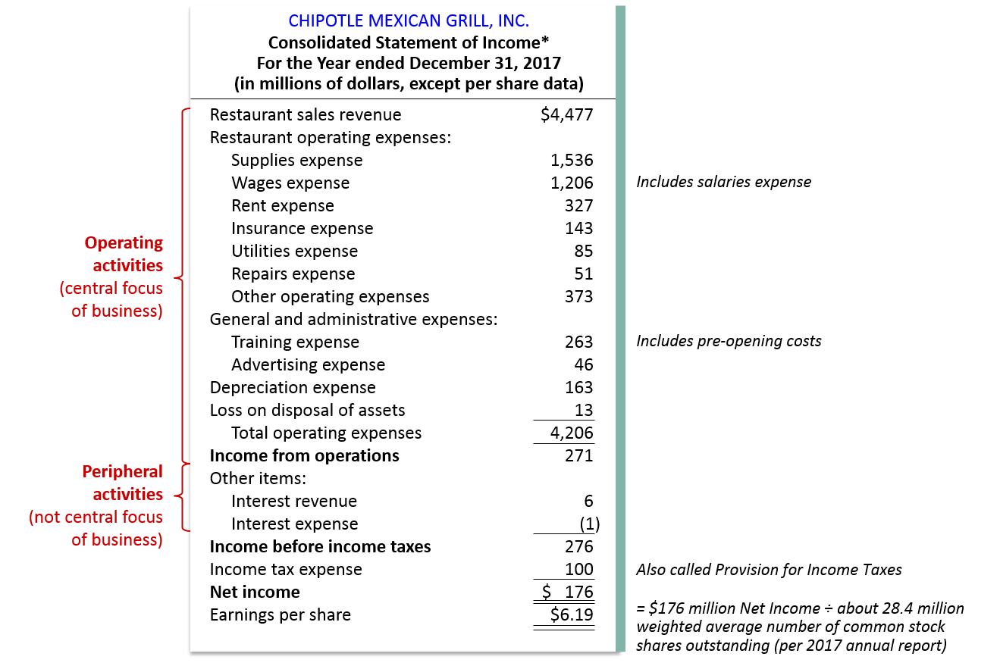 CHIPOTLE MEXICAN GRILL, INC.
Consolidated Statement of Income*
For the Year ended December 31, 2017
(in millions of dollars, except per share data)
Restaurant sales revenue $4,477
Restaurant operating expenses:
Supplies expense 1,536
Wages expense 1,206 Includes salaries expense
Rent expense 327
Insurance expense 143
Utilities expense 85
Repairs expense 51
Other operating expenses 373
Operating
activities
(central focus
of business)
General and administrative expenses:
Training expense 263 Includes pre-opening costs
Advertising expense 46
Depreciation expense 163
Loss on disposal of assets 13
Total operating expenses 4,206
Income from operations 271
Other items:
Interest revenue 6
Interest expense (1)
Peripheral
activities
(not central focus
of business)
Income before income taxes 276
Income tax expense 100 Also called Provision for Income Taxes
Net income $ 176
Earnings per share $6.19
= $176 million Net Income ÷ about 28.4 million
weighted average number of common stock
shares outstanding (per 2017 annual report)